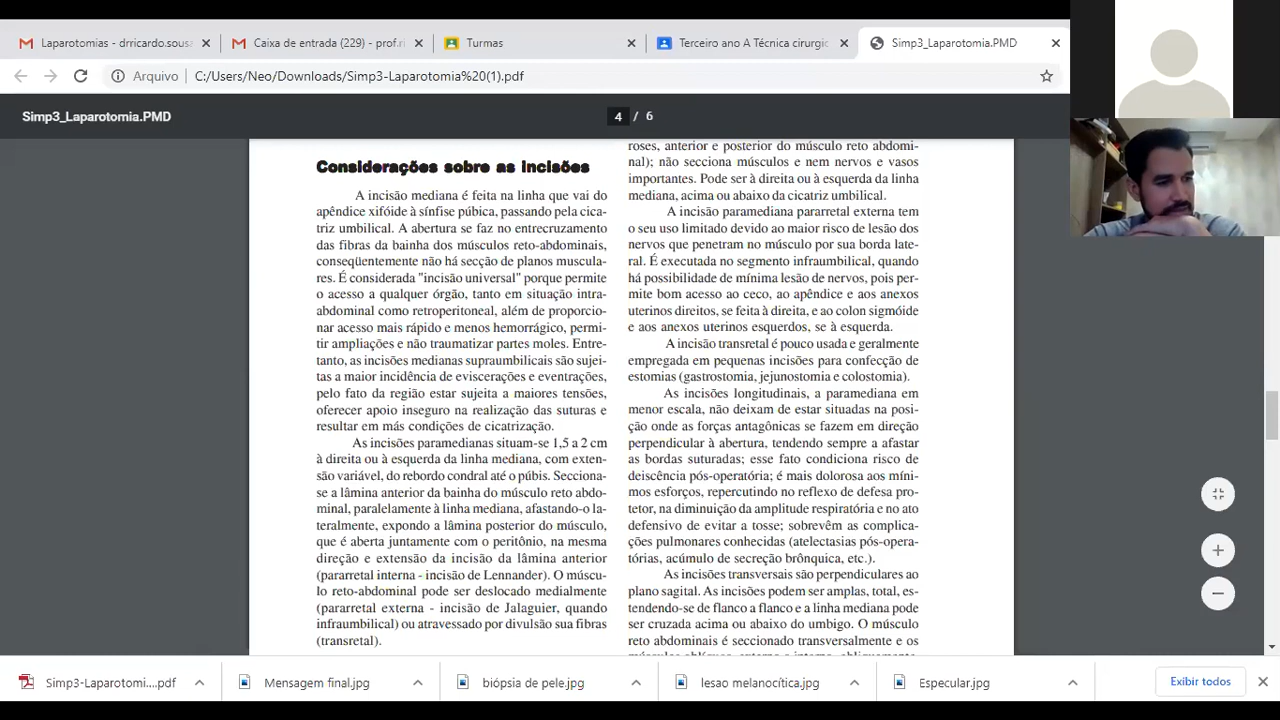 Laparotomias - drricardo.sousa
Caixa de entrada (229) - prof.ri
Turmas
Terceiro ano A Técnica cirurgic
Simp3_Laparotomia.PMD
Arquivo
C:/Users/Neo/Downloads/Simp3-Laparotomia%20(1).pdf
Simp3_Laparotomia.PMD
4 / 6
Considerações sobre as incisões
A incisão mediana é feita na linha que vai do
apêndice xifóide à sínfise púbica, passando pela cica-
triz umbilical. A abertura se faz no entrecruzamento
das fibras da bainha dos músculos reto-abdominais,
conseqüentemente não há secção de planos muscula-
res. É considerada "incisão universal" porque permite
o acesso a qualquer órgão, tanto em situação intra-
abdominal como retroperitoneal, além de proporcio-
nar acesso mais rápido e menos hemorrágico, permi-
tir ampliações e não traumatizar partes moles. Entre-
tanto, as incisões medianas supraumbilicais são sujei-
tas a maior incidência de eviscerações e eventrações,
pelo fato da região estar sujeita a maiores tensões,
oferecer apoio inseguro na realização das suturas e
resultar em más condições de cicatrização.
As incisões paramedianas situam-se 1,5 a 2 cm
à direita ou à esquerda da linha mediana, com exten-
são variável, do rebordo condral até o púbis. Secciona-
se a lâmina anterior da bainha do músculo reto abdo-
minal, paralelamente à linha mediana, afastando-o la-
teralmente, expondo a lâmina posterior do músculo,
que é aberta juntamente com o peritônio, na mesma
direção e extensão da incisão da lâmina anterior
(pararretal interna - incisão de Lennander). O múscu-
lo reto-abdominal pode ser deslocado medialmente
(pararretal externa - incisão de Jalaguier, quando
infraumbilical) ou atravessado por divulsão sua fibras
(transretal).
roses, anterior e posterior do músculo reto abdomi-
nal); não secciona músculos e nem nervos e vasos
importantes. Pode ser à direita ou à esquerda da linha
mediana, acima ou abaixo da cicatriz umbilical.
A incisão paramediana pararretal externa tem
o seu uso limitado devido ao maior risco de lesão dos
nervos que penetram no músculo por sua borda late-
ral. É executada no segmento infraumbilical, quando
há possibilidade de mínima lesão de nervos, pois per-
mite bom acesso ao ceco, ao apêndice e aos anexos
uterinos direitos, se feita à direita, e ao colon sigmóide
e aos anexos uterinos esquerdos, se à esquerda.
A incisão transretal é pouco usada e geralmente
empregada em pequenas incisões para confecção de
estomias (gastrostomia, jejunostomia e colostomia).
As incisões longitudinais, a paramediana em
menor escala, não deixam de estar situadas na posi-
ção onde as forças antagônicas se fazem em direção
perpendicular à abertura, tendendo sempre a afastar
as bordas suturadas; esse fato condiciona risco de
deiscência pós-operatória; é mais dolorosa aos míni-
mos esforços, repercutindo no reflexo de defesa pro-
tetor, na diminuição da amplitude respiratória e no ato
defensivo de evitar a tosse; sobrevêm as complica-
ções pulmonares conhecidas (atelectasias pós-opera-
tórias, acúmulo de secreção brônquica, etc.).
As incisões transversais são perpendiculares ao
plano sagital. As incisões podem ser amplas, total, es-
tendendo-se de flanco a flanco e a linha mediana pode
ser cruzada acima ou abaixo do umbigo. O músculo
reto abdominais é seccionado transversalmente e os
Simp3-Laparotomi....pdf
Mensagem final.jpg
biópsia de pele.jpg
lesao melanocítica.jpg
Especular.jpg
Exibir todos